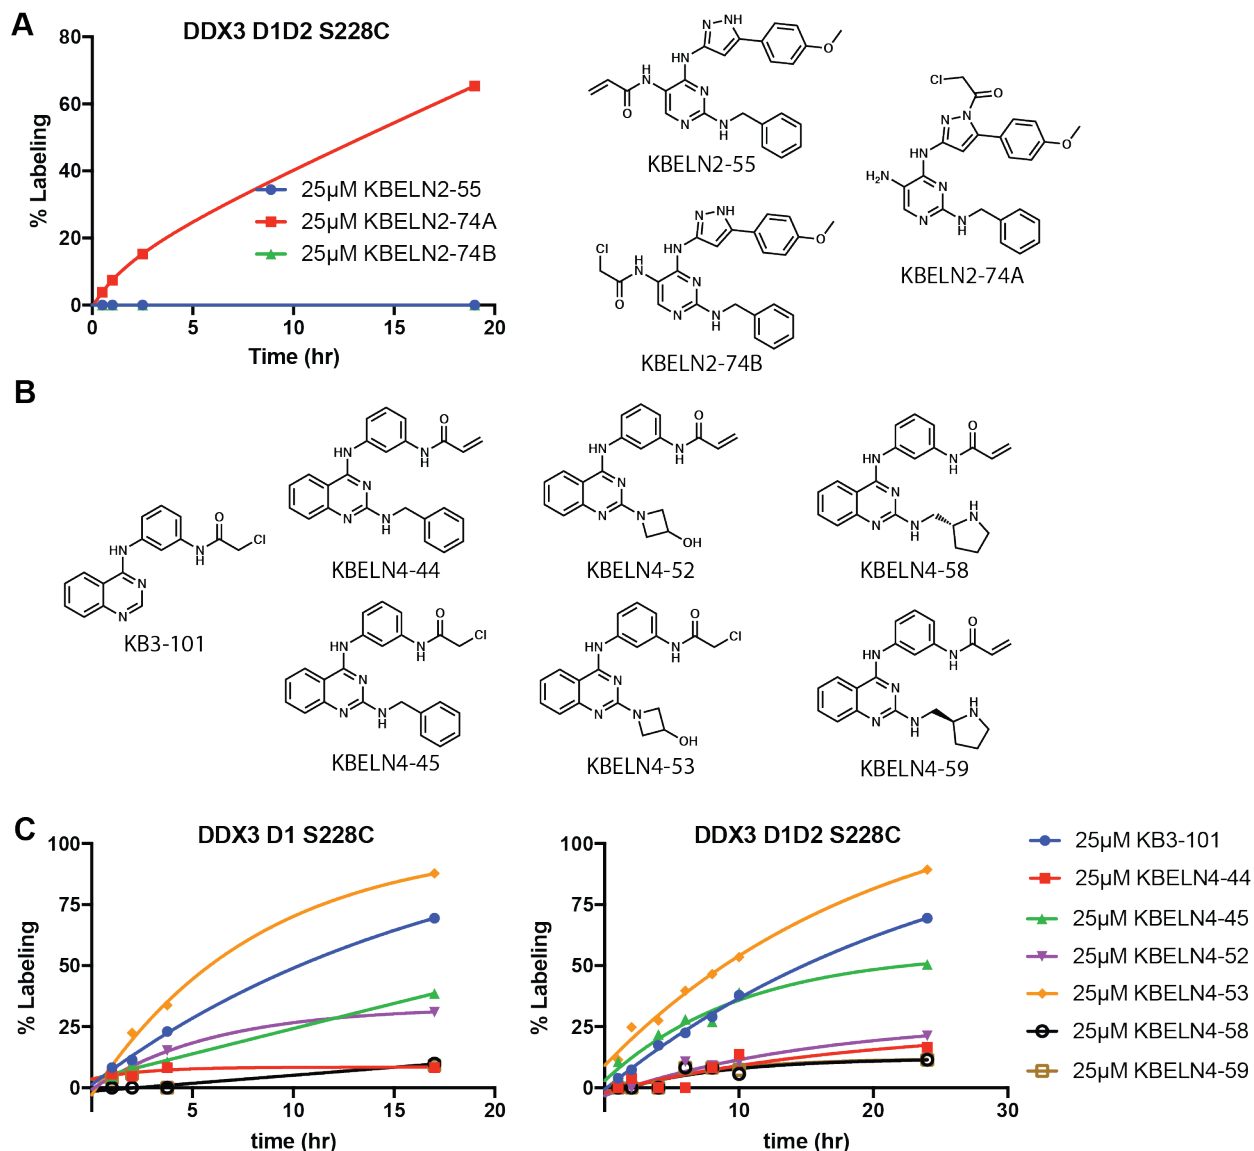 A
DDX3 D1D2 S228C
% Labeling
80
60
40
20
0
0 5 10 15 20
Time (hr)
25µM KBELN2-55
25µM KBELN2-74A
25µM KBELN2-74B
N NH
HN
H
N
O
N
N
N
H
O
KBELN2-55
Cl
O
N
N
HN
H2N
N
N
N
H
O
KBELN2-74A
N NH
HN
Cl
H
N
O
N
N
N
H
O
KBELN2-74B
B
O
Cl
HN
N
H
N
N
KB3-101
O
HN
N
H
N
N
N
H
KBELN4-44
O
HN
N
H
N
N
N
OH
KBELN4-52
O
HN
N
H
N
N
N
H
H
N
KBELN4-58
O
Cl
HN
N
H
N
N
N
H
KBELN4-45
O
Cl
HN
N
H
N
N
N
OH
KBELN4-53
O
HN
N
H
N
N
N
H
H
N
KBELN4-59
C
DDX3 D1 S228C
% Labeling
100
75
50
25
0
0 5 10 15 20
time (hr)
DDX3 D1D2 S228C
% Labeling
100
75
50
25
0
0 10 20 30
time (hr)
25µM KB3-101
25µM KBELN4-44
25µM KBELN4-45
25µM KBELN4-52
25µM KBELN4-53
25µM KBELN4-58
25µM KBELN4-59